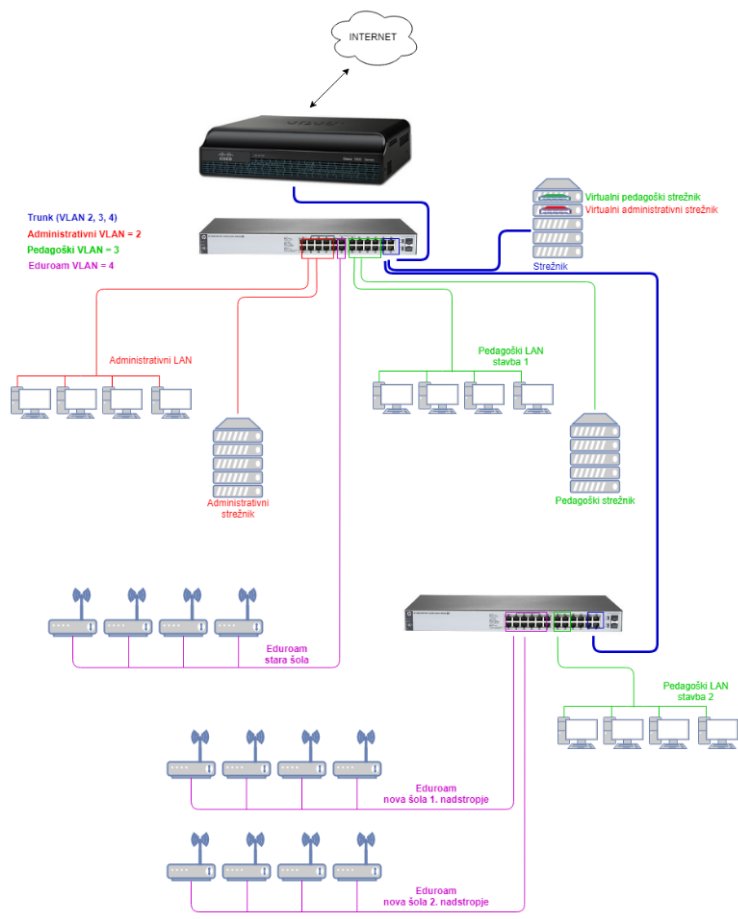 INTERNET
Trunk (VLAN 2, 3, 4)
Administrativni VLAN = 2
Pedagoški VLAN = 3
Eduroam VLAN = 4
Virtualni pedagoški strežnik
Virtualni administrativni strežnik
Strežnik
Administrativni LAN
Pedagoški LAN
stavba 1
Administrativni
strežnik
Pedagoški strežnik
Eduroam
stara šola
Pedagoški LAN
stavba 2
Eduroam
nova šola 1. nadstropje
Eduroam
nova šola 2. nadstropje